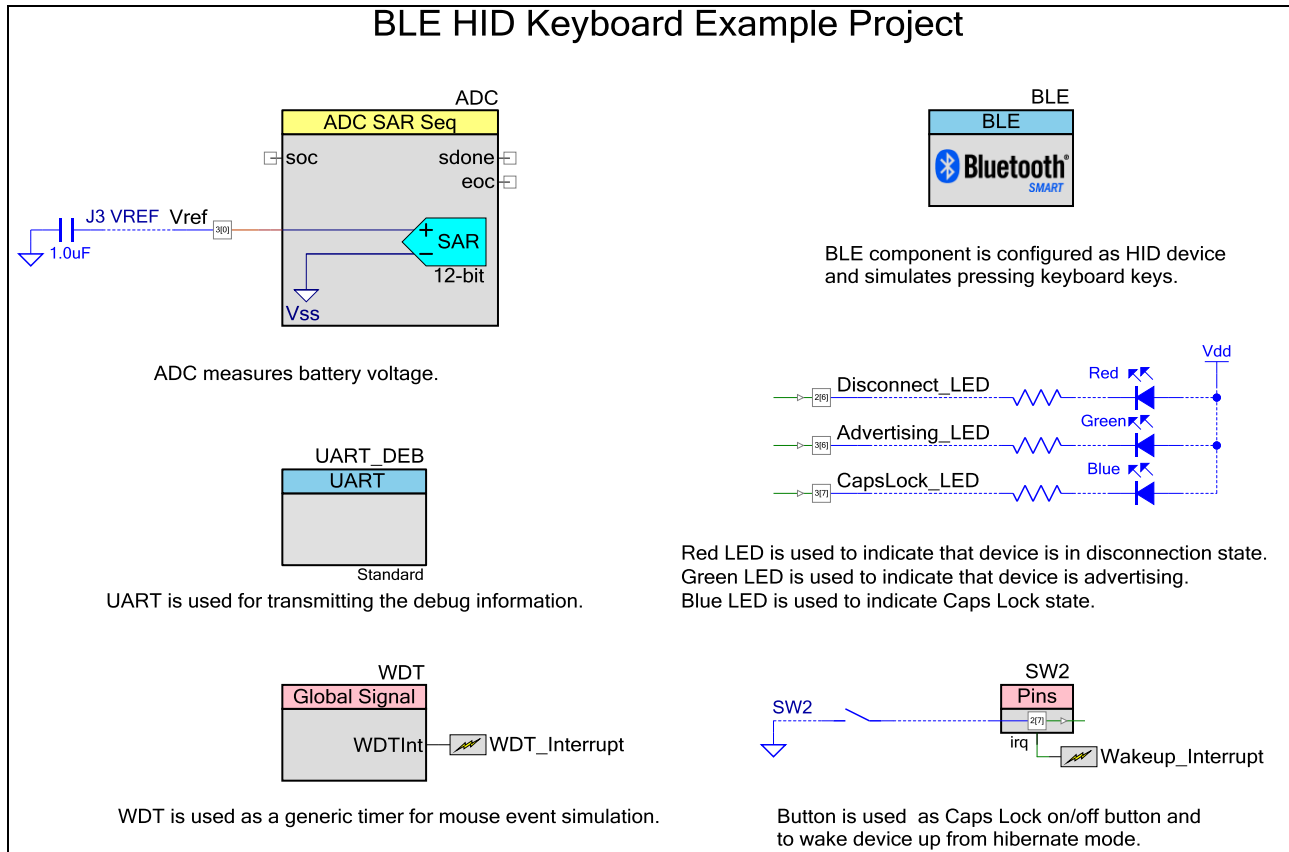 BLE HID Keyboard Example Project
ADC
ADC SAR Seq
soc
sdone
eoc
J3 VREF
Vref
3[0]
1.0uF
+
SAR
−
12-bit
Vss
ADC measures battery voltage.
BLE
BLE
Bluetooth®
SMART
BLE component is configured as HID device
and simulates pressing keyboard keys.
Vdd
Disconnect_LED
Red
2[6]
Advertising_LED
Green
3[6]
CapsLock_LED
Blue
3[7]
Red LED is used to indicate that device is in disconnection state.
Green LED is used to indicate that device is advertising.
Blue LED is used to indicate Caps Lock state.
UART_DEB
UART
Standard
UART is used for transmitting the debug information.
WDT
Global Signal
WDTInt
WDT_Interrupt
WDT is used as a generic timer for mouse event simulation.
SW2
Pins
SW2
2[7]
irq
Wakeup_Interrupt
Button is used  as Caps Lock on/off button and
to wake device up from hibernate mode.